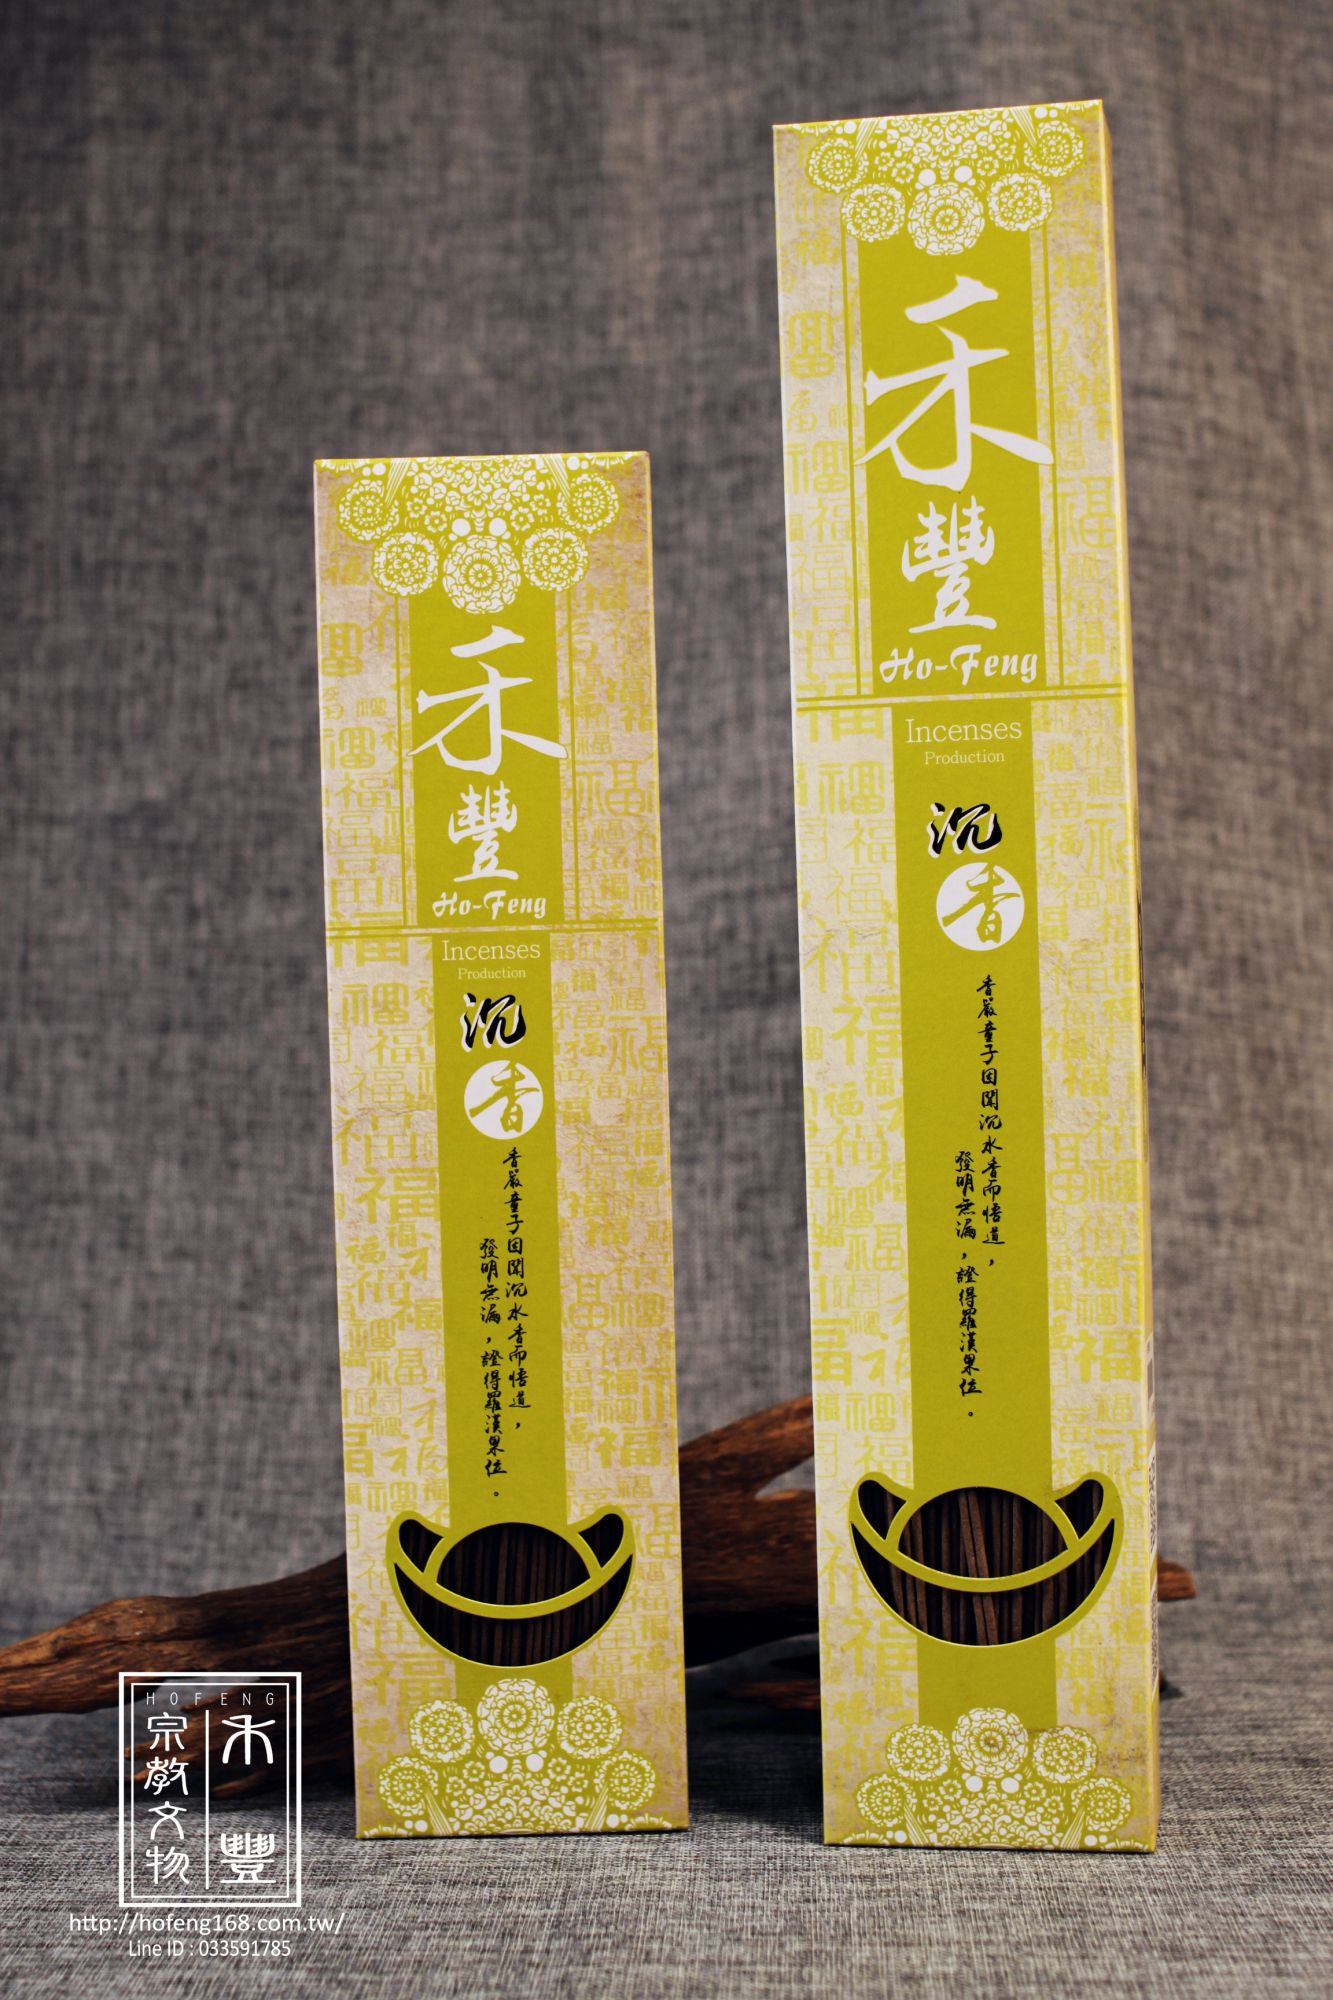 禾豐
Ho-Feng
Incenses
Production
沉香
香嚴童子因聞沉水香而悟道，
發明無漏，證得羅漢果位。
禾豐
Ho-Feng
Incenses
Production
沉香
香嚴童子因聞沉水香而悟道，
發明無漏，證得羅漢果位。
HOFENG
禾豐
宗教文物
http://hofeng168.com.tw/
Line ID : 033591785